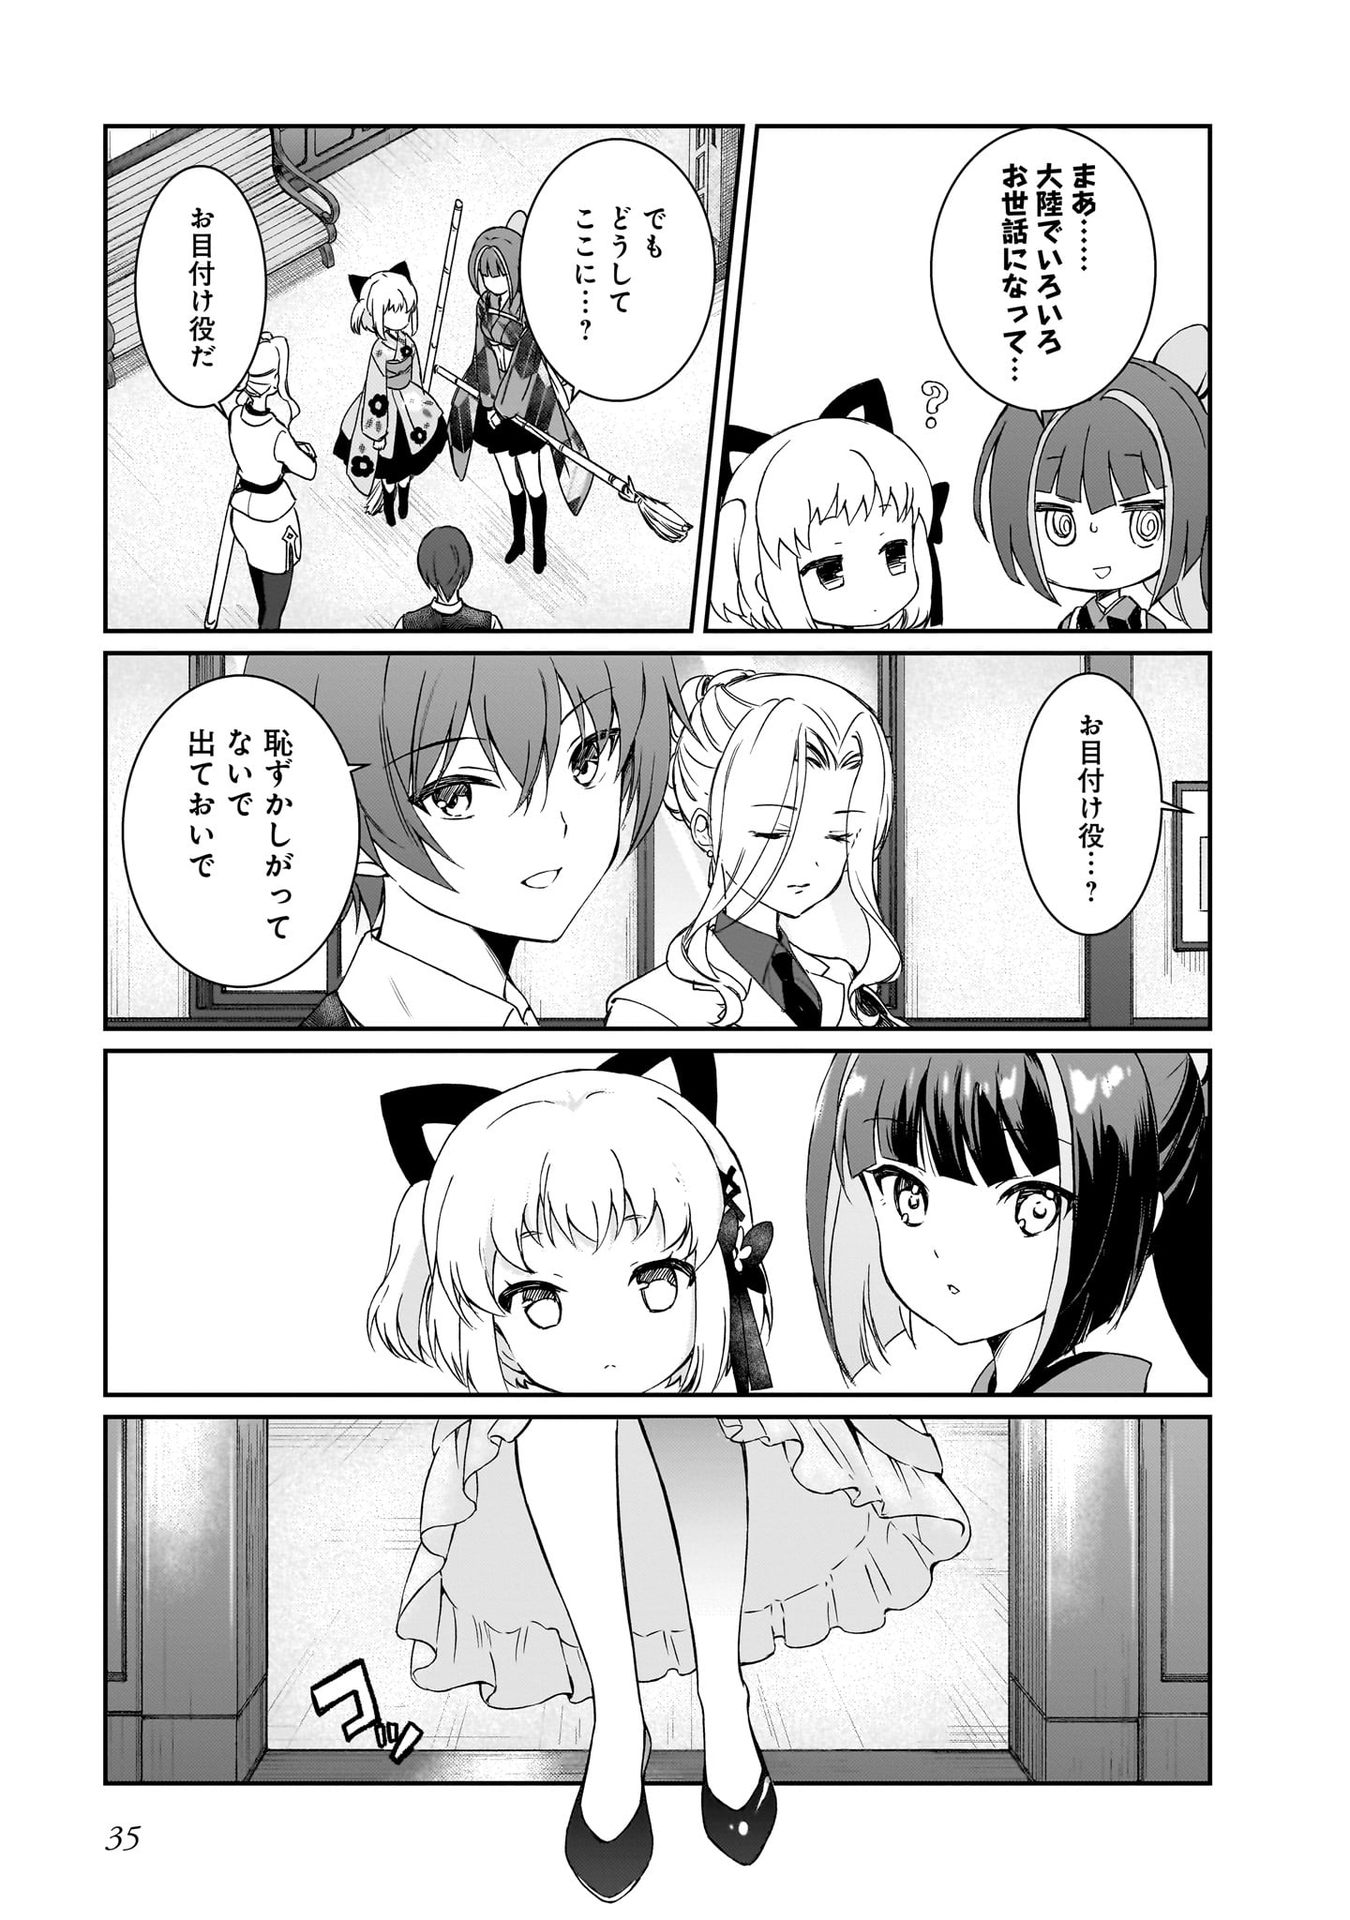 まあ……
大陸でいろいろ
お世話になって…
？
でも
どうして
ここに…？
お目付け役だ
お目付け役…？
恥ずかしがって
ないで
出ておいで
コッ
35